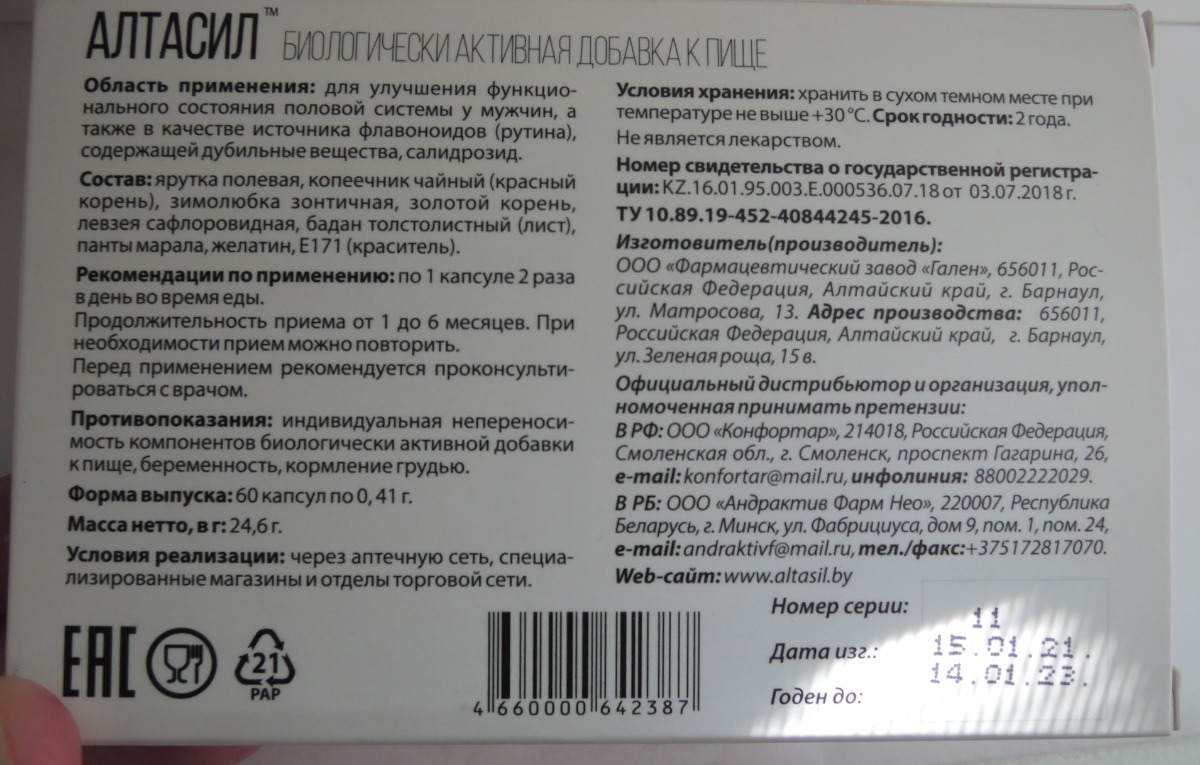 АЛТАСИЛ™ БИОЛОГИЧЕСКИ АКТИВНАЯ ДОБАВКА К ПИЩЕ
Область применения: для улучшения функцио-
нального состояния половой системы у мужчин, а
также в качестве источника флавоноидов (рутина),
содержащей дубильные вещества, салидрозид.
Состав: ярутка полевая, копеечник чайный (красный
корень), зимолюбка зонтичная, золотой корень,
левзея сафлоровидная, бадан толстолистный (лист),
панты марала, желатин, Е171 (краситель).
Рекомендации по применению: по 1 капсуле 2 раза
в день во время еды.
Продолжительность приема от 1 до 6 месяцев. При
необходимости прием можно повторить.
Перед применением рекомендуется проконсульти-
роваться с врачом.
Противопоказания: индивидуальная непереноси-
мость компонентов биологически активной добавки
к пище, беременность, кормление грудью.
Форма выпуска: 60 капсул по 0, 41 г.
Масса нетто, в г: 24,6 г.
Условия реализации: через аптечную сеть, специа-
лизированные магазины и отделы торговой сети.
Условия хранения: хранить в сухом темном месте при
температуре не выше +30 °С. Срок годности: 2 года.
Не является лекарством.
Номер свидетельства о государственной регистра-
ции: KZ.16.01.95.003.E.000536.07.18 от 03.07.2018 г.
ТУ 10.89.19-452-40844245-2016.
Изготовитель(производитель):
ООО «Фармацевтический завод «Гален», 656011, Рос-
сийская Федерация, Алтайский край, г. Барнаул,
ул. Матросова, 13. Адрес производства: 656011,
Российская Федерация, Алтайский край, г. Барнаул,
ул. Зеленая роща, 15 в.
Официальный дистрибьютор и организация, упол-
номоченная принимать претензии:
В РФ: ООО «Конфортар», 214018, Российская Федерация,
Смоленская обл., г. Смоленск, проспект Гагарина, 26,
e-mail: konfortar@mail.ru, инфолиния: 88002222029.
В РБ: ООО «Андрактив Фарм Нео», 220007, Республика
Беларусь, г. Минск, ул. Фабрициуса, дом 9, пом. 1, пом. 24,
e-mail: andraktivf@mail.ru, тел./факс:+375172817070.
Web-сайт: www.altasil.by
Номер серии: 11
Дата изг.: 15.01.21.
Годен до: 14.01.23.
EAC
21
PAP
4 660000 642387